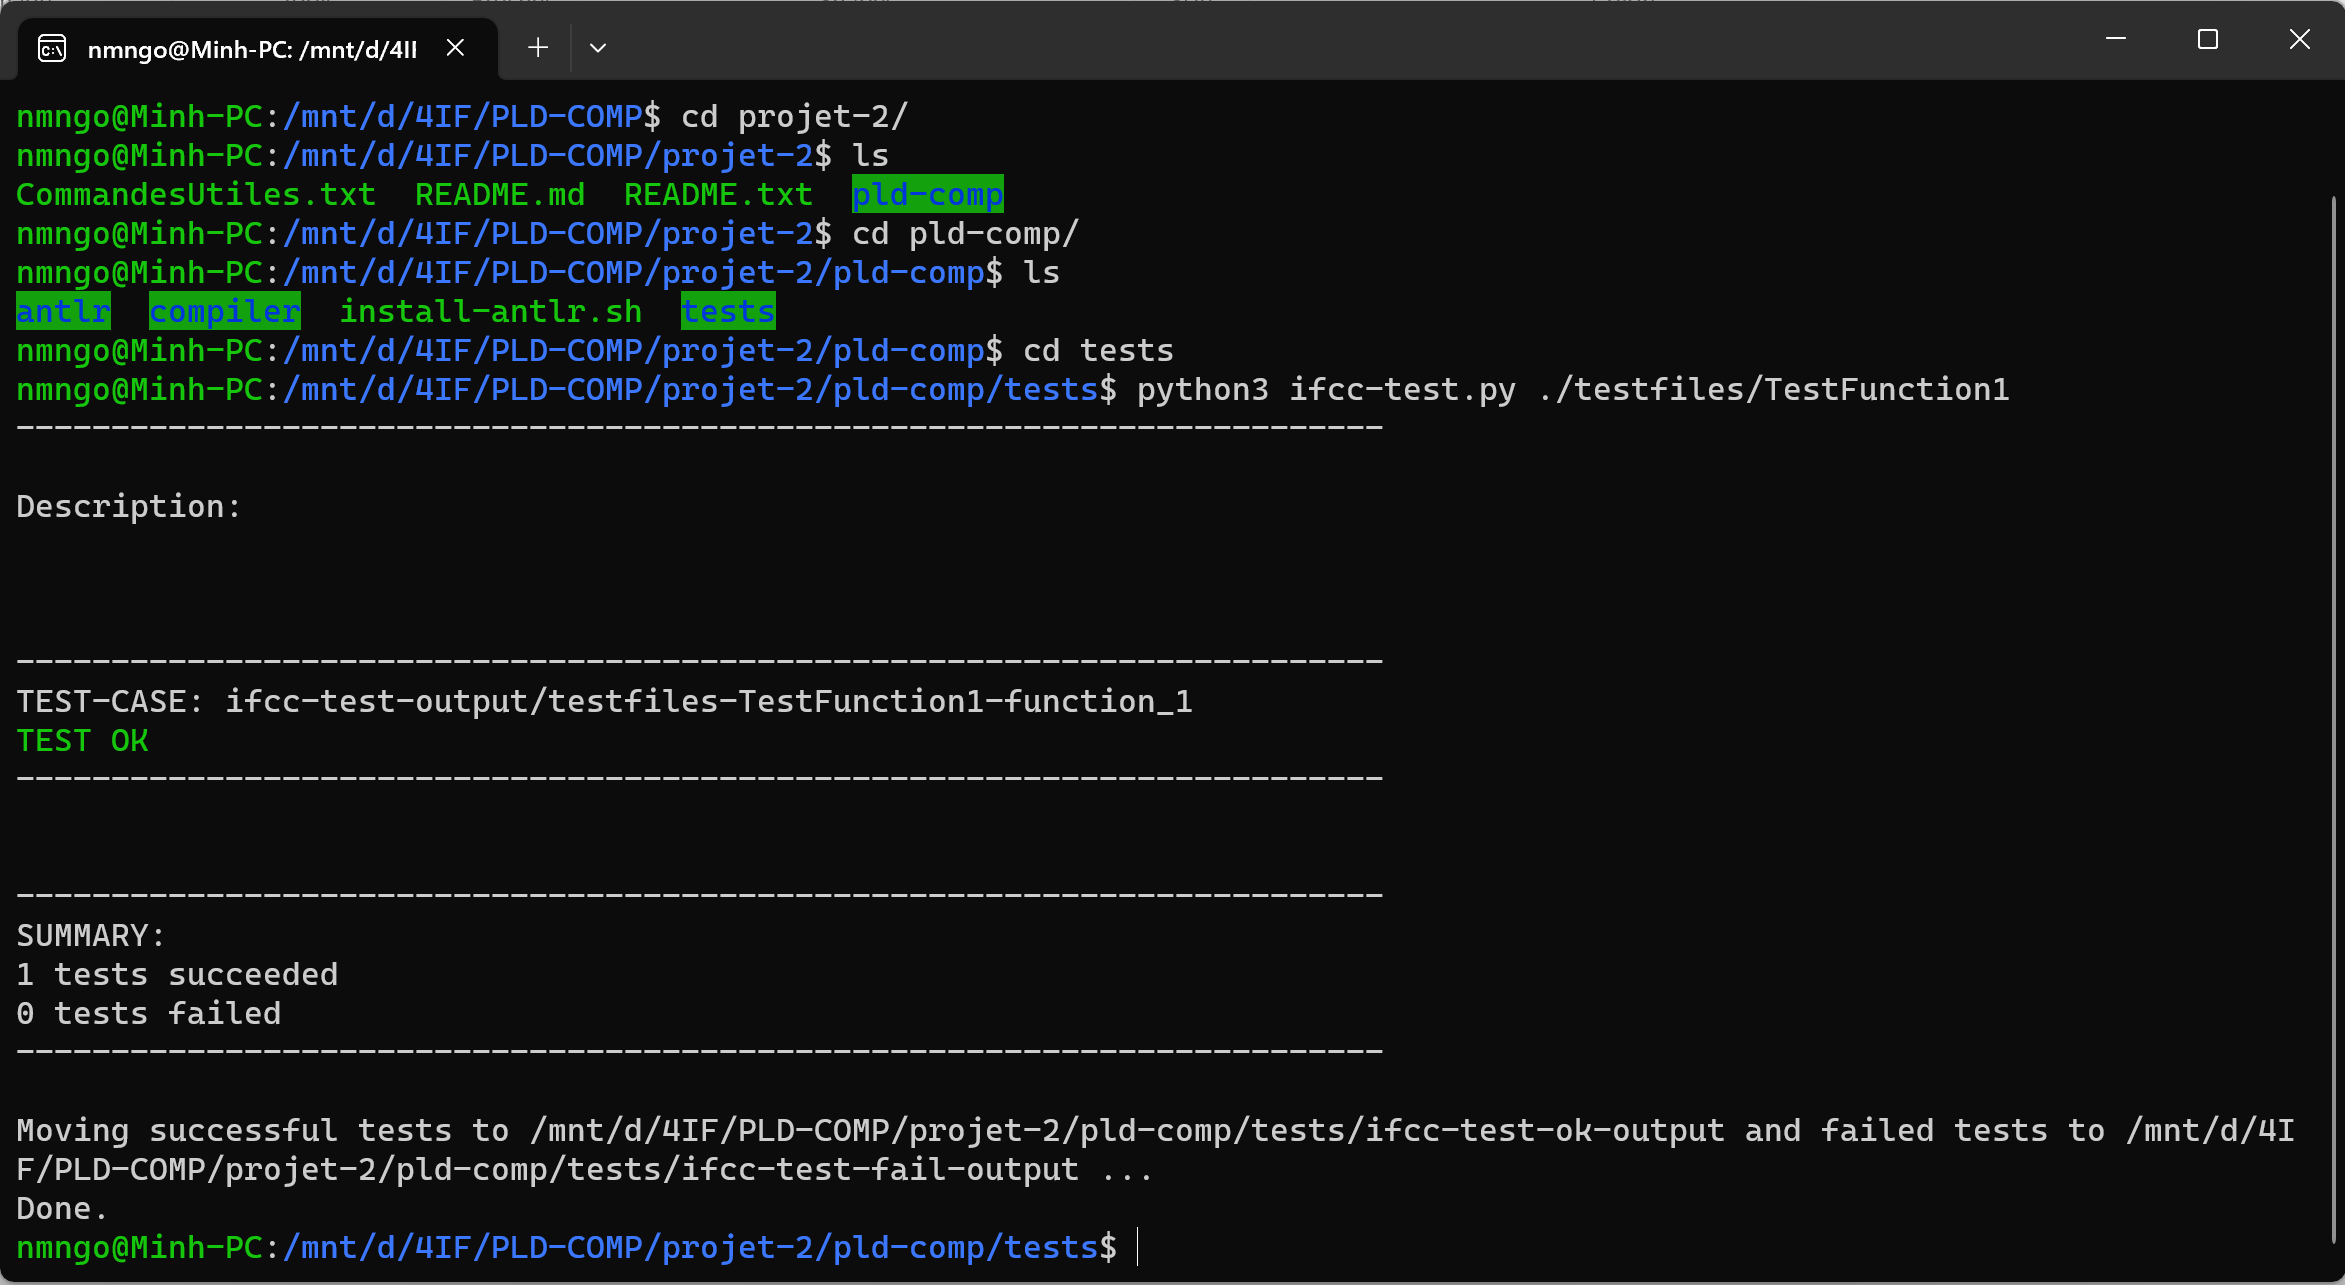 nmngo@Minh-PC: /mnt/d/4II
nmngo@Minh-PC:/mnt/d/4IF/PLD-COMP$ cd projet-2/
nmngo@Minh-PC:/mnt/d/4IF/PLD-COMP/projet-2$ ls
CommandesUtiles.txt  README.md  README.txt  pld-comp
nmngo@Minh-PC:/mnt/d/4IF/PLD-COMP/projet-2$ cd pld-comp/
nmngo@Minh-PC:/mnt/d/4IF/PLD-COMP/projet-2/pld-comp$ ls
antlr  compiler  install-antlr.sh  tests
nmngo@Minh-PC:/mnt/d/4IF/PLD-COMP/projet-2/pld-comp$ cd tests
nmngo@Minh-PC:/mnt/d/4IF/PLD-COMP/projet-2/pld-comp/tests$ python3 ifcc-test.py ./testfiles/TestFunction1
------------------------------------------------------------------------
Description:
------------------------------------------------------------------------
TEST-CASE: ifcc-test-output/testfiles-TestFunction1-function_1
TEST OK
------------------------------------------------------------------------
------------------------------------------------------------------------
SUMMARY:
1 tests succeeded
0 tests failed
------------------------------------------------------------------------
Moving successful tests to /mnt/d/4IF/PLD-COMP/projet-2/pld-comp/tests/ifcc-test-ok-output and failed tests to /mnt/d/4I
F/PLD-COMP/projet-2/pld-comp/tests/ifcc-test-fail-output ...
Done.
nmngo@Minh-PC:/mnt/d/4IF/PLD-COMP/projet-2/pld-comp/tests$